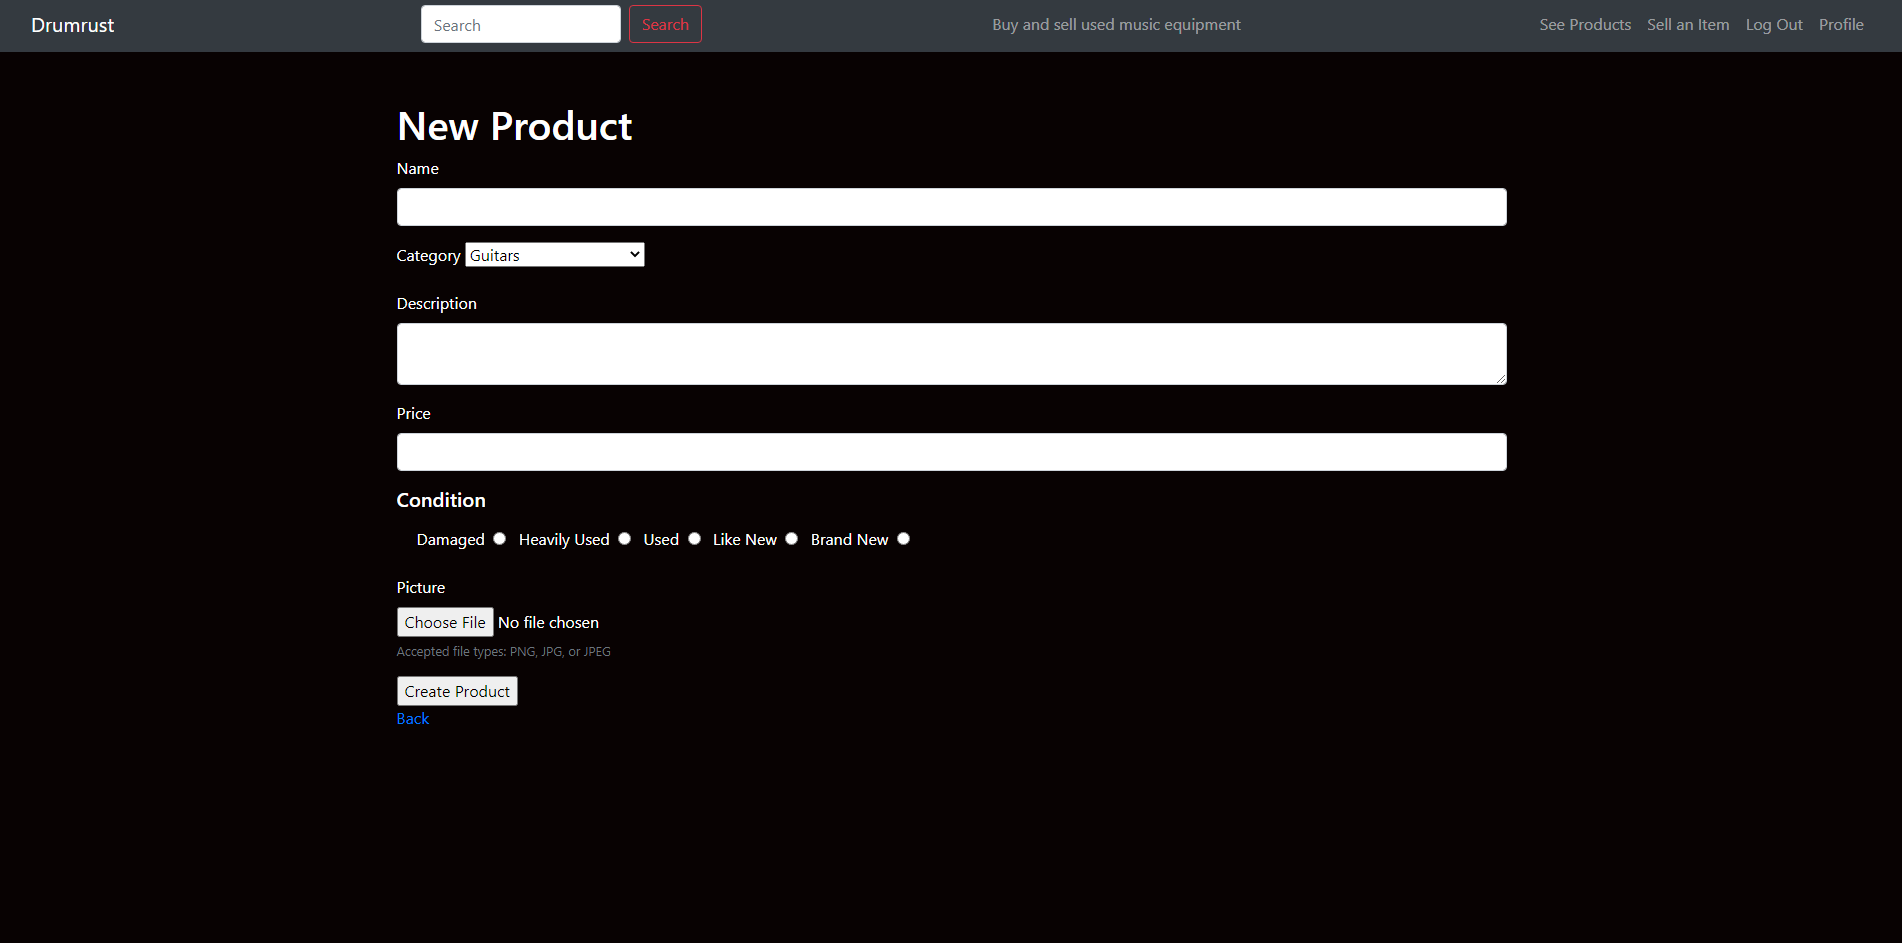 Drumrust Search Search Buy and sell used music equipment See Products Sell an Item Log Out Profile
New Product
Name
Category Guitars
Description
Price
Condition
Damaged Heavily Used Used Like New Brand New
Picture
Choose File No file chosen
Accepted file types: PNG, JPG, or JPEG
Create Product
Back